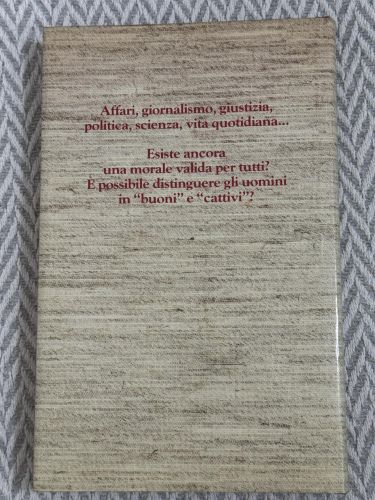 Affari, giornalismo, giustizia,
politica, scienza, vita quotidiana...
Esiste ancora
una morale valida per tutti?
È possibile distinguere gli uomini
in “buoni” e “cattivi”?